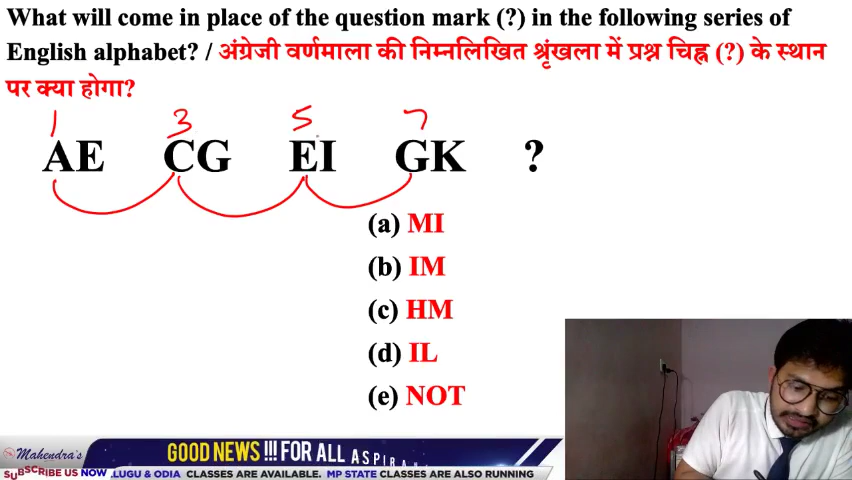 What will come in place of the question mark (?) in the following series of
English alphabet? / अंग्रेजी वर्णमाला की निम्नलिखित श्रृंखला में प्रश्न चिह्न (?) के स्थान
पर क्या होगा?
1 3 5 7
AE CG EI GK ?
(a) MI
(b) IM
(c) HM
(d) IL
(e) NOT
Mahendra's
GOOD NEWS !!! FOR ALL ASPIRAN
SUBSCRIBE US NOW .LUGU & ODIA CLASSES ARE AVAILABLE. MP STATE CLASSES ARE ALSO RUNNING